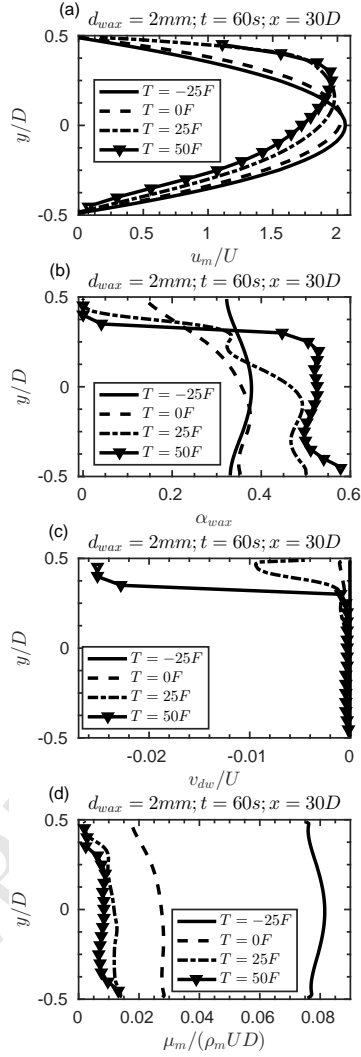 (a)
d_wax = 2mm; t = 60s; x = 30D
0.5
0
-0.5
y/D
T = −25F
T = 0F
T = 25F
T = 50F
0 0.5 1 1.5 2
u_m/U
(b)
d_wax = 2mm; t = 60s; x = 30D
0.5
0
-0.5
y/D
T = −25F
T = 0F
T = 25F
T = 50F
0 0.2 0.4 0.6
α_wax
(c)
d_wax = 2mm; t = 60s; x = 30D
0.5
0
-0.5
y/D
T = −25F
T = 0F
T = 25F
T = 50F
-0.02 -0.01 0
v_dw/U
(d)
d_wax = 2mm; t = 60s; x = 30D
0.5
0
-0.5
y/D
T = −25F
T = 0F
T = 25F
T = 50F
0 0.02 0.04 0.06 0.08
μ_m/(ρ_mUD)